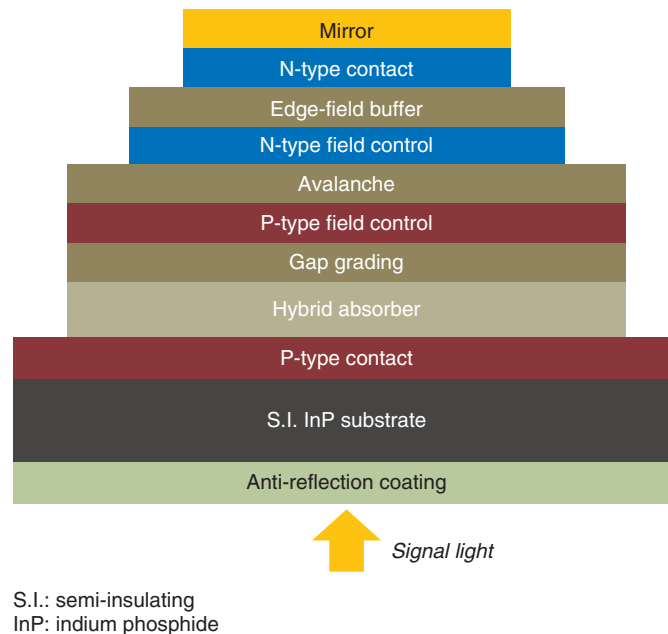 Mirror
N-type contact
Edge-field buffer
N-type field control
Avalanche
P-type field control
Gap grading
Hybrid absorber
P-type contact
S.I. InP substrate
Anti-reflection coating
Signal light
S.I.: semi-insulating
InP: indium phosphide